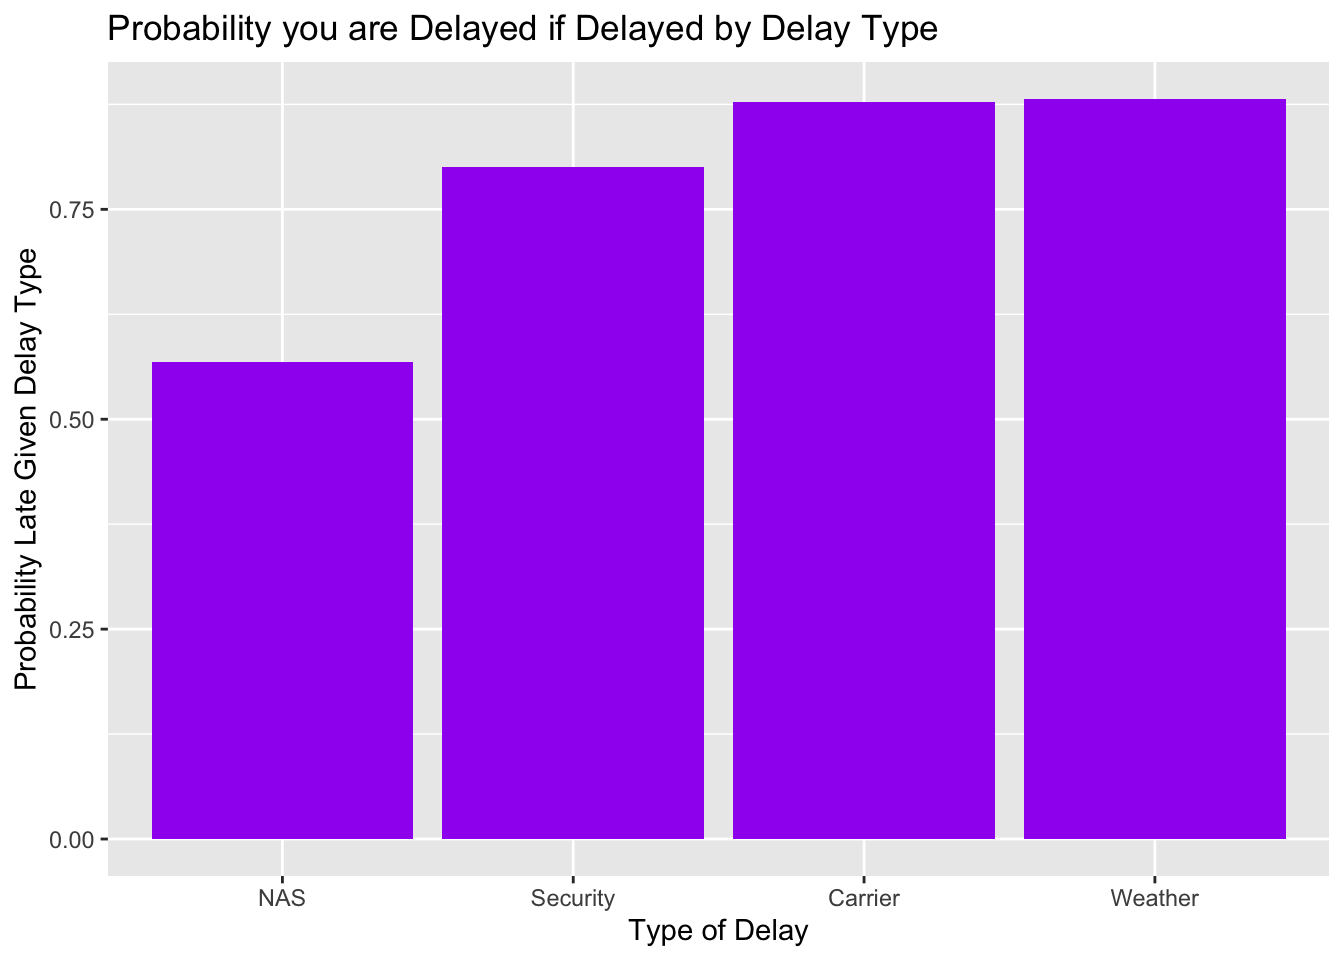 Probability you are Delayed if Delayed by Delay Type
Probability Late Given Delay Type
0.75
0.50
0.25
0.00
NAS Security Carrier Weather
Type of Delay